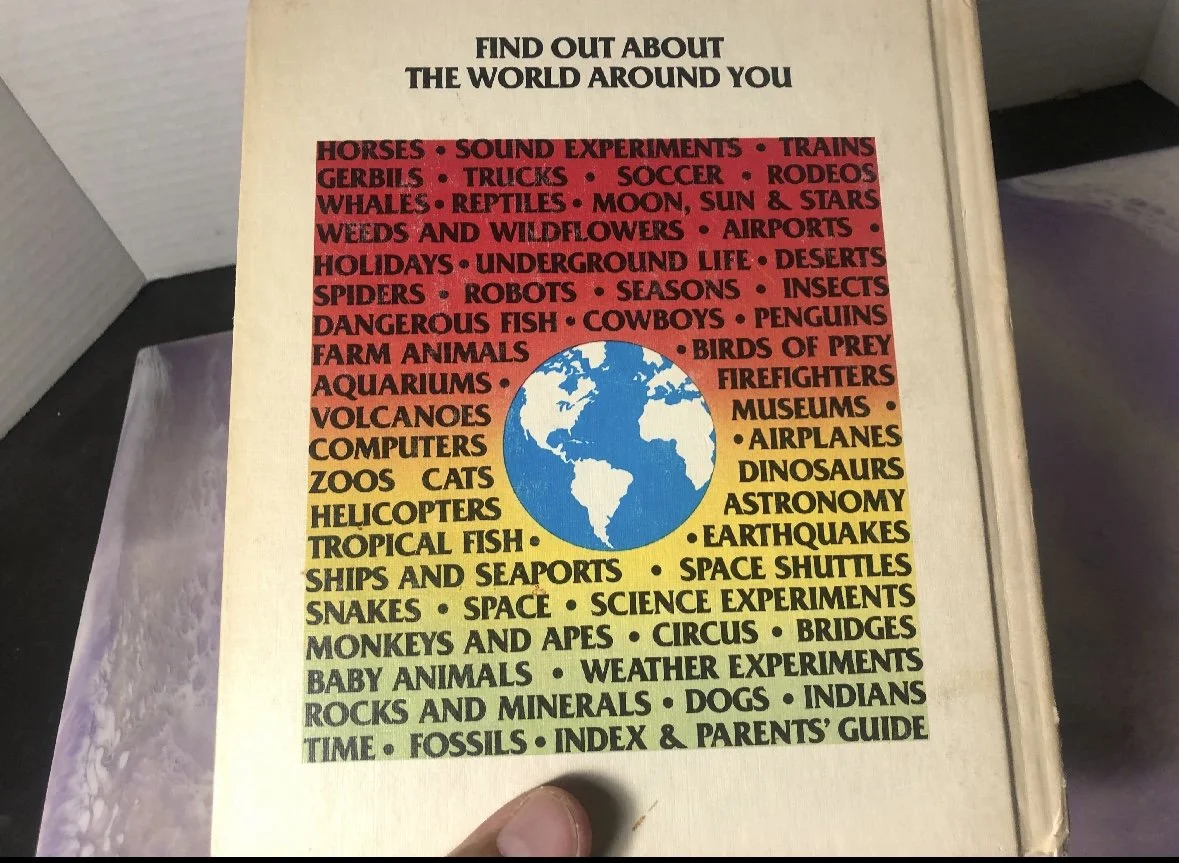 FIND OUT ABOUT
THE WORLD AROUND YOU
HORSES • SOUND EXPERIMENTS • TRAINS
GERBILS • TRUCKS • SOCCER • RODEOS
WHALES • REPTILES • MOON, SUN & STARS
WEEDS AND WILDFLOWERS • AIRPORTS •
HOLIDAYS • UNDERGROUND LIFE • DESERTS
SPIDERS • ROBOTS • SEASONS • INSECTS
DANGEROUS FISH • COWBOYS • PENGUINS
FARM ANIMALS • BIRDS OF PREY
AQUARIUMS • FIREFIGHTERS
VOLCANOES MUSEUMS •
COMPUTERS • AIRPLANES
ZOOS CATS DINOSAURS
HELICOPTERS ASTRONOMY
TROPICAL FISH • • EARTHQUAKES
SHIPS AND SEAPORTS • SPACE SHUTTLES
SNAKES • SPACE • SCIENCE EXPERIMENTS
MONKEYS AND APES • CIRCUS • BRIDGES
BABY ANIMALS • WEATHER EXPERIMENTS
ROCKS AND MINERALS • DOGS • INDIANS
TIME • FOSSILS • INDEX & PARENTS' GUIDE